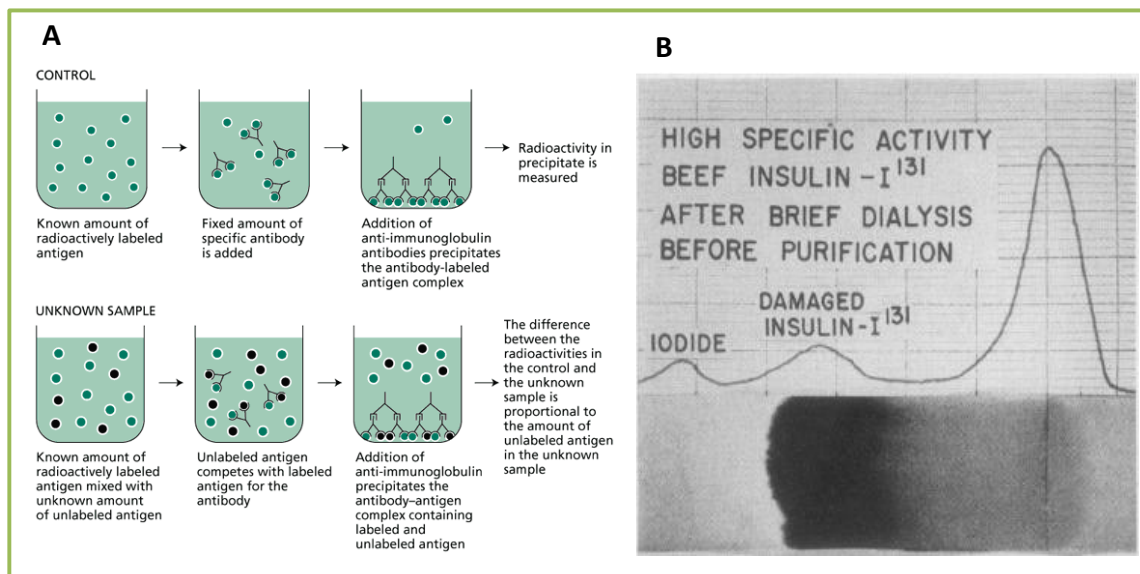 A
CONTROL
Known amount of
radioactively labeled
antigen
Fixed amount of
specific antibody
is added
Addition of
anti-immunoglobulin
antibodies precipitates
the antibody-labeled
antigen complex
Radioactivity in
precipitate is
measured
UNKNOWN SAMPLE
Known amount of
radioactively labeled
antigen mixed with
unknown amount
of unlabeled antigen
Unlabeled antigen
competes with labeled
antigen for the
antibody
Addition of
anti-immunoglobulin
precipitates the
antibody–antigen
complex containing
labeled and
unlabeled antigen
The difference
between the
radioactivities in
the control and
the unknown
sample is
proportional to
the amount of
unlabeled antigen
in the unknown
sample
B
HIGH SPECIFIC ACTIVITY
BEEF INSULIN-I¹³¹
AFTER BRIEF DIALYSIS
BEFORE PURIFICATION
DAMAGED
INSULIN-I¹³¹
IODIDE